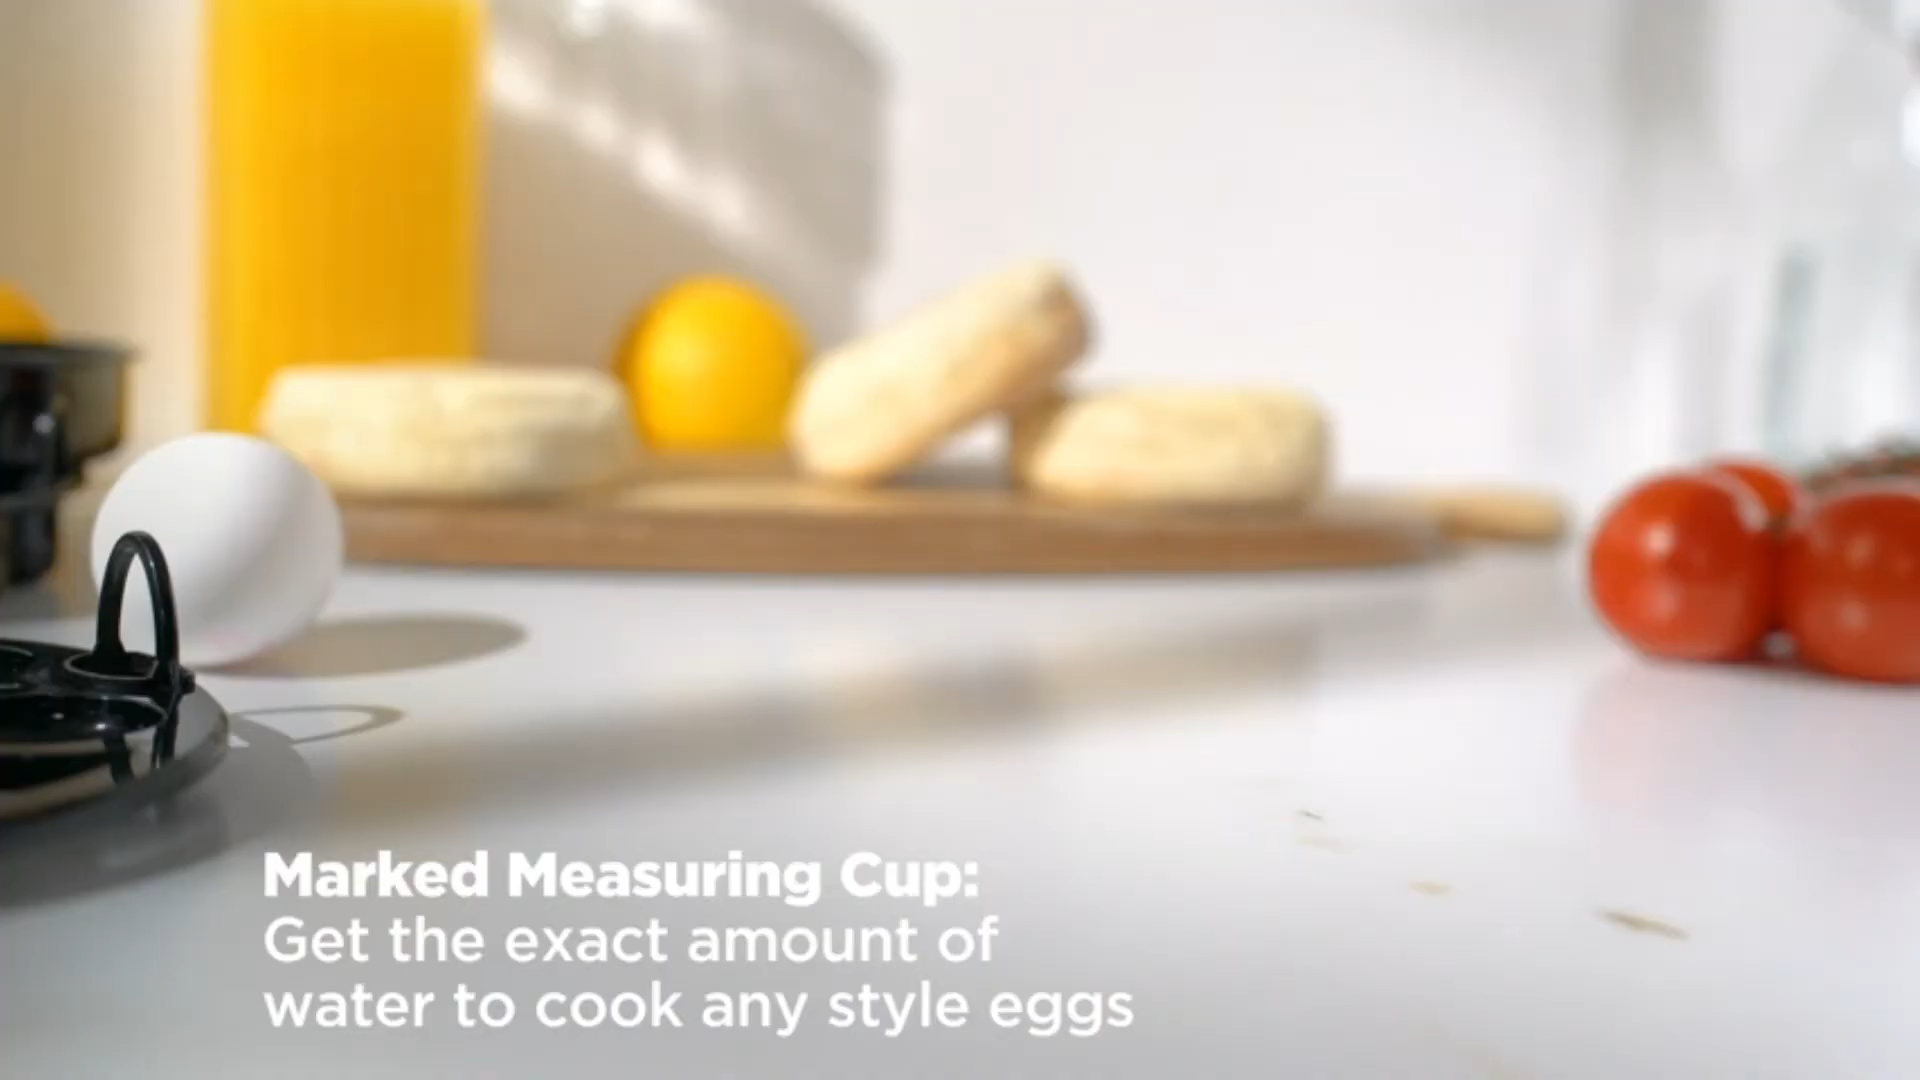 Marked Measuring Cup:
Get the exact amount of
water to cook any style eggs